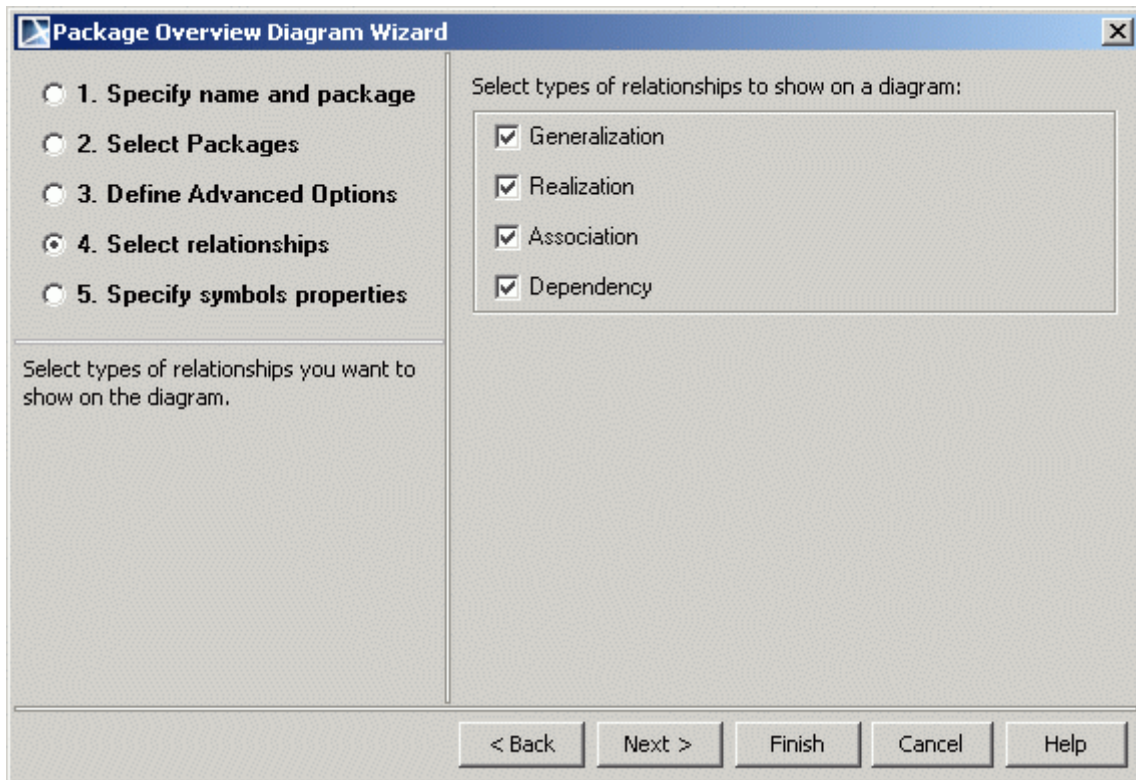 Package Overview Diagram Wizard
1. Specify name and package
2. Select Packages
3. Define Advanced Options
4. Select relationships
5. Specify symbols properties
Select types of relationships you want to
show on the diagram.
Select types of relationships to show on a diagram:
Generalization
Realization
Association
Dependency
< Back
Next >
Finish
Cancel
Help